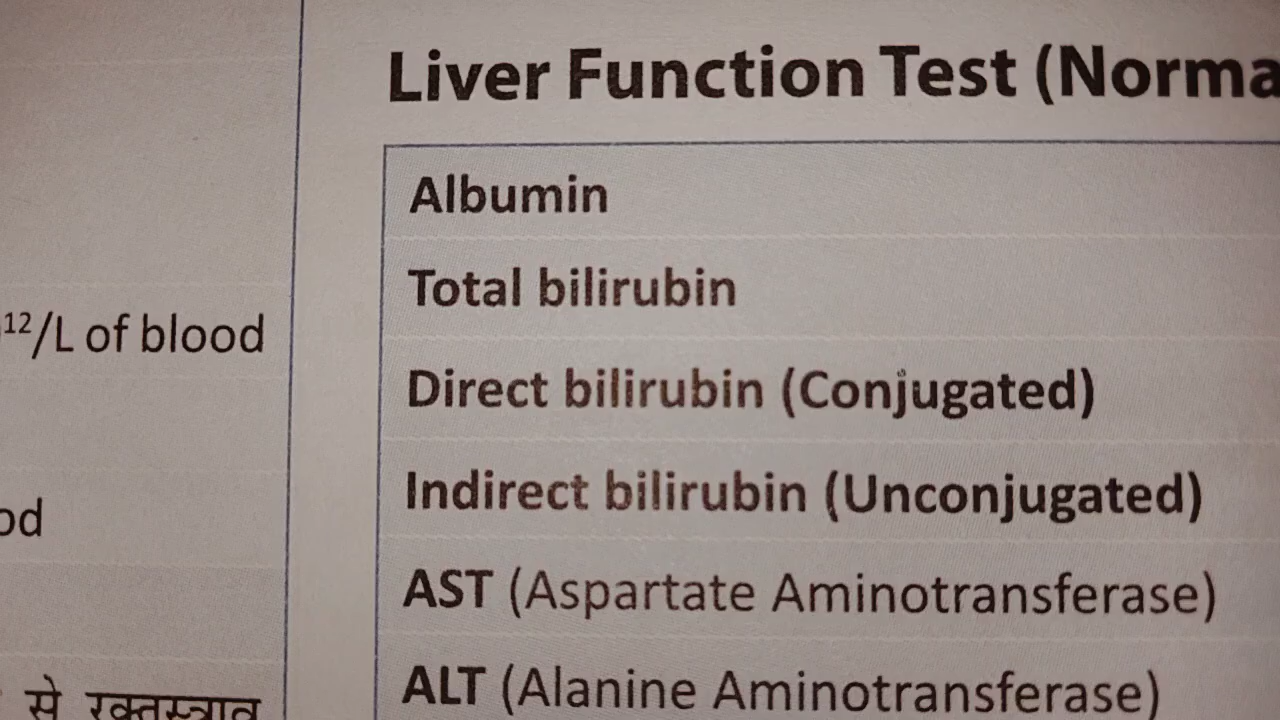 Liver Function Test (Norma
Albumin
Total bilirubin
Direct bilirubin (Conjugated)
Indirect bilirubin (Unconjugated)
AST (Aspartate Aminotransferase)
ALT (Alanine Aminotransferase)
¹²/L of blood
od
से रक्तस्त्राव